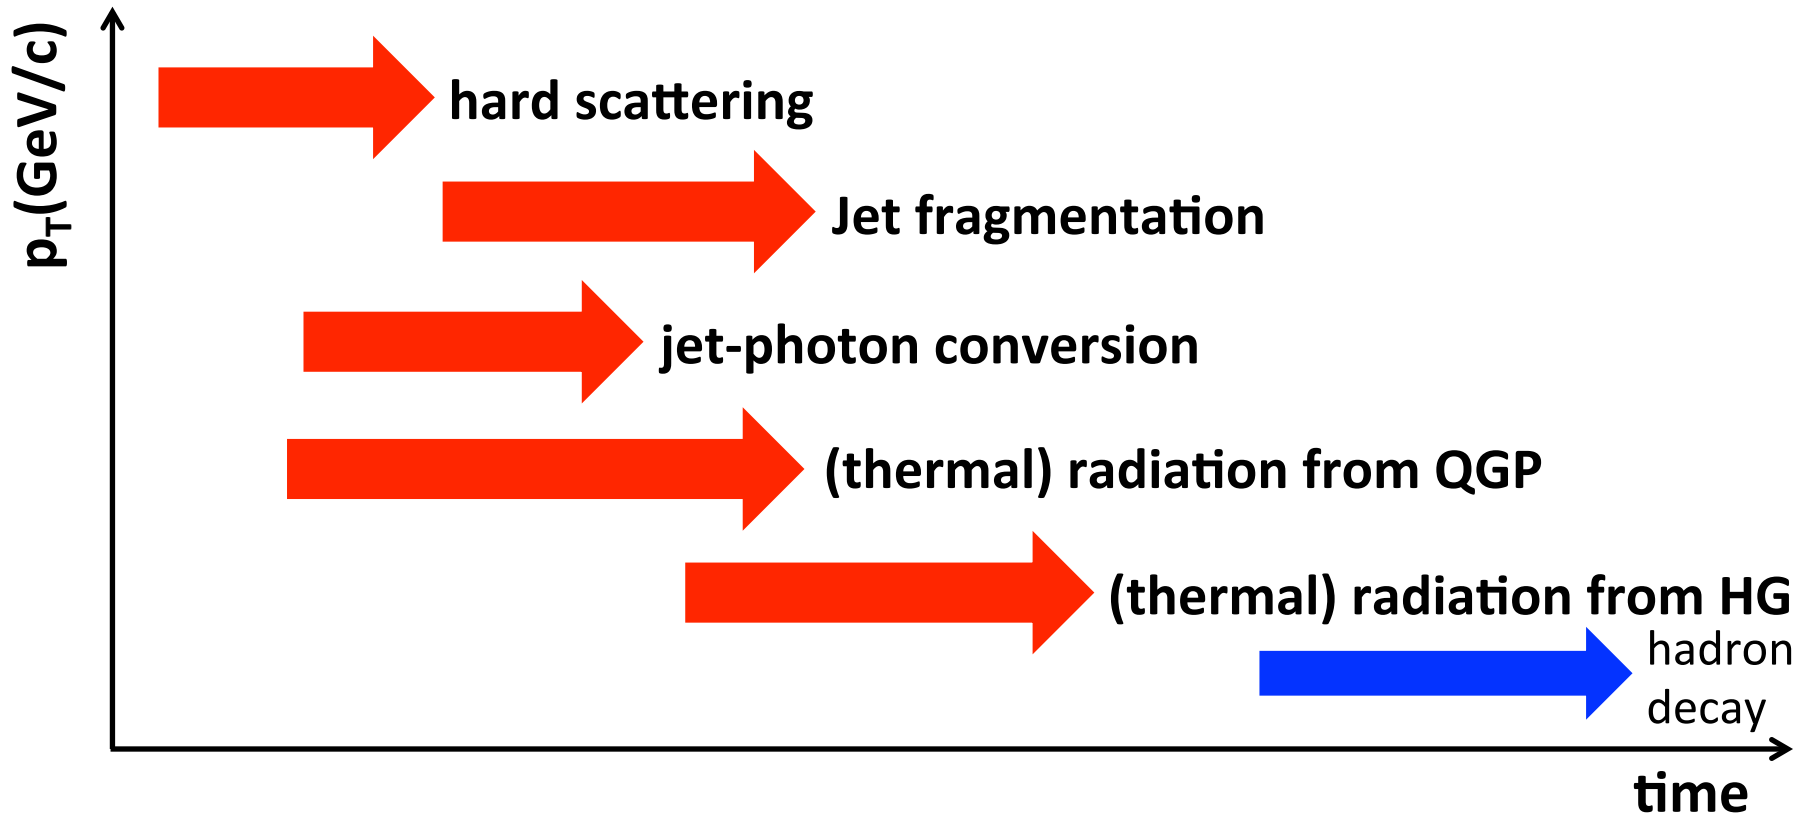 pT(GeV/c)
hard scattering
Jet fragmentation
jet-photon conversion
(thermal) radiation from QGP
(thermal) radiation from HG
hadron
decay
time